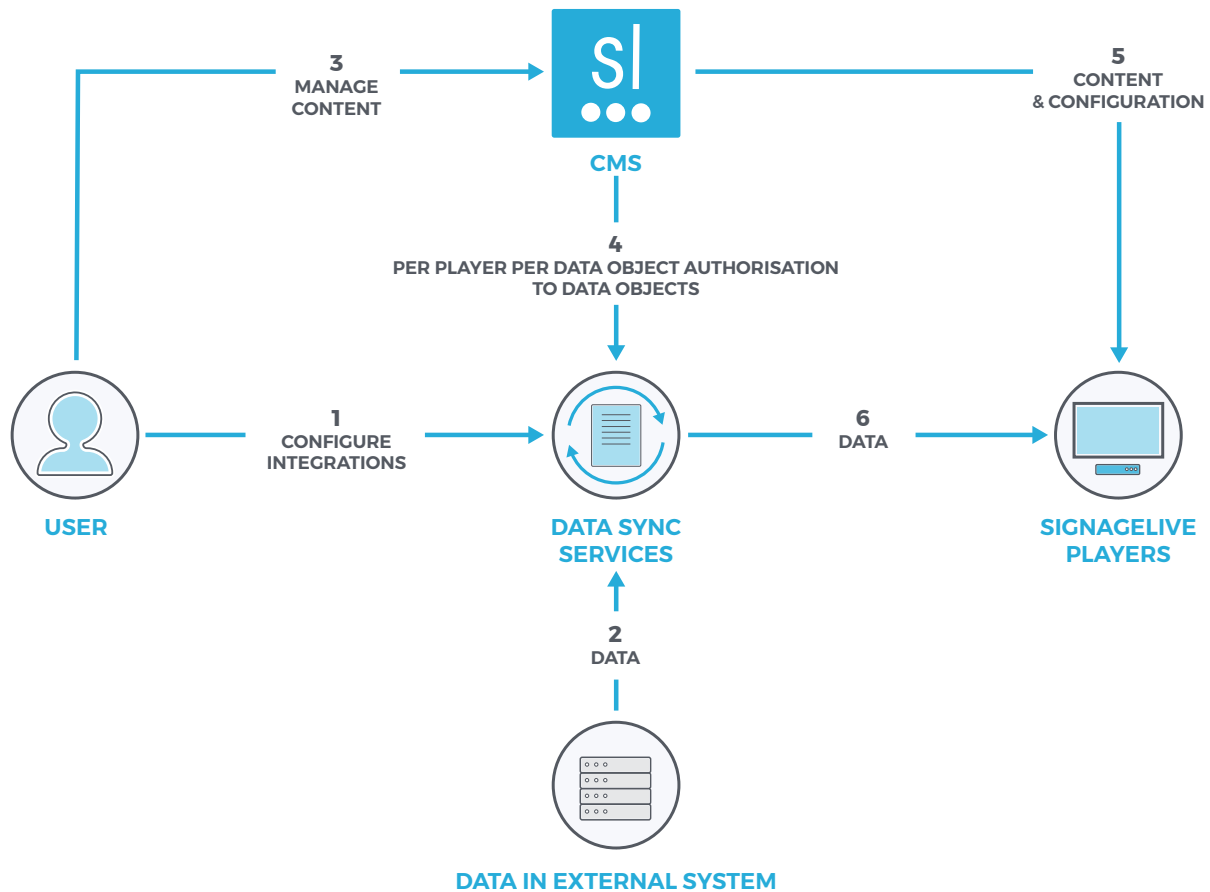 sl
3
MANAGE
CONTENT
5
CONTENT
& CONFIGURATION
CMS
4
PER PLAYER PER DATA OBJECT AUTHORISATION
TO DATA OBJECTS
1
CONFIGURE
INTEGRATIONS
6
DATA
USER
DATA SYNC
SERVICES
SIGNAGELIVE
PLAYERS
2
DATA
DATA IN EXTERNAL SYSTEM